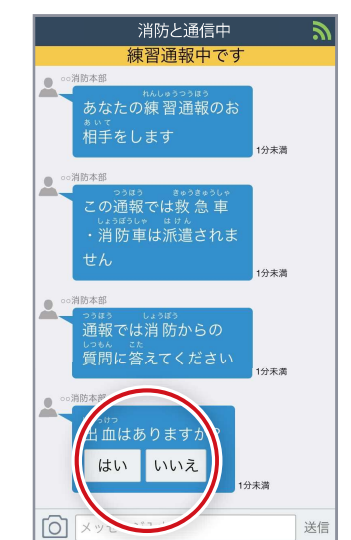 消防と通信中
練習通報中です
○○消防本部
れんしゅうつうほう
あなたの練習通報のお
あいて
相手をします
1分未満
○○消防本部
つうほう きゅうきゅうしゃ
この通報では救急車
しょうぼうしゃ はけん
・消防車は派遣されま
せん
1分未満
○○消防本部
つうほう しょうぼう
通報では消防からの
しつもん こた
質問に答えてください
1分未満
○○消防本部
出血はありますか?
はい いいえ
1分未満
メッセ
送信